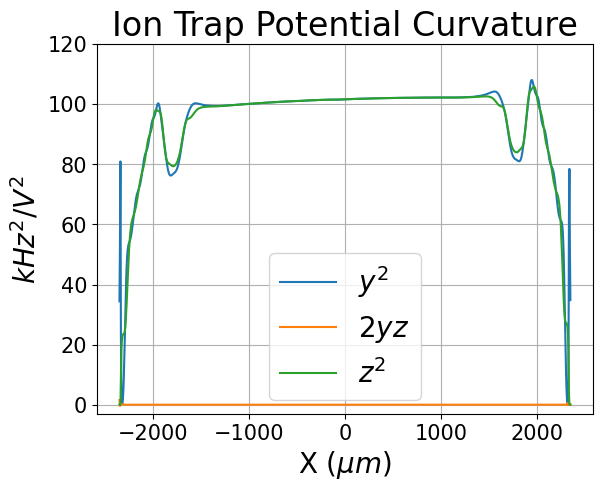 Ion Trap Potential Curvature
120
100
80
60
40
20
0
kHz²/V²
y²
2yz
z²
−2000 −1000 0 1000 2000
X (μm)